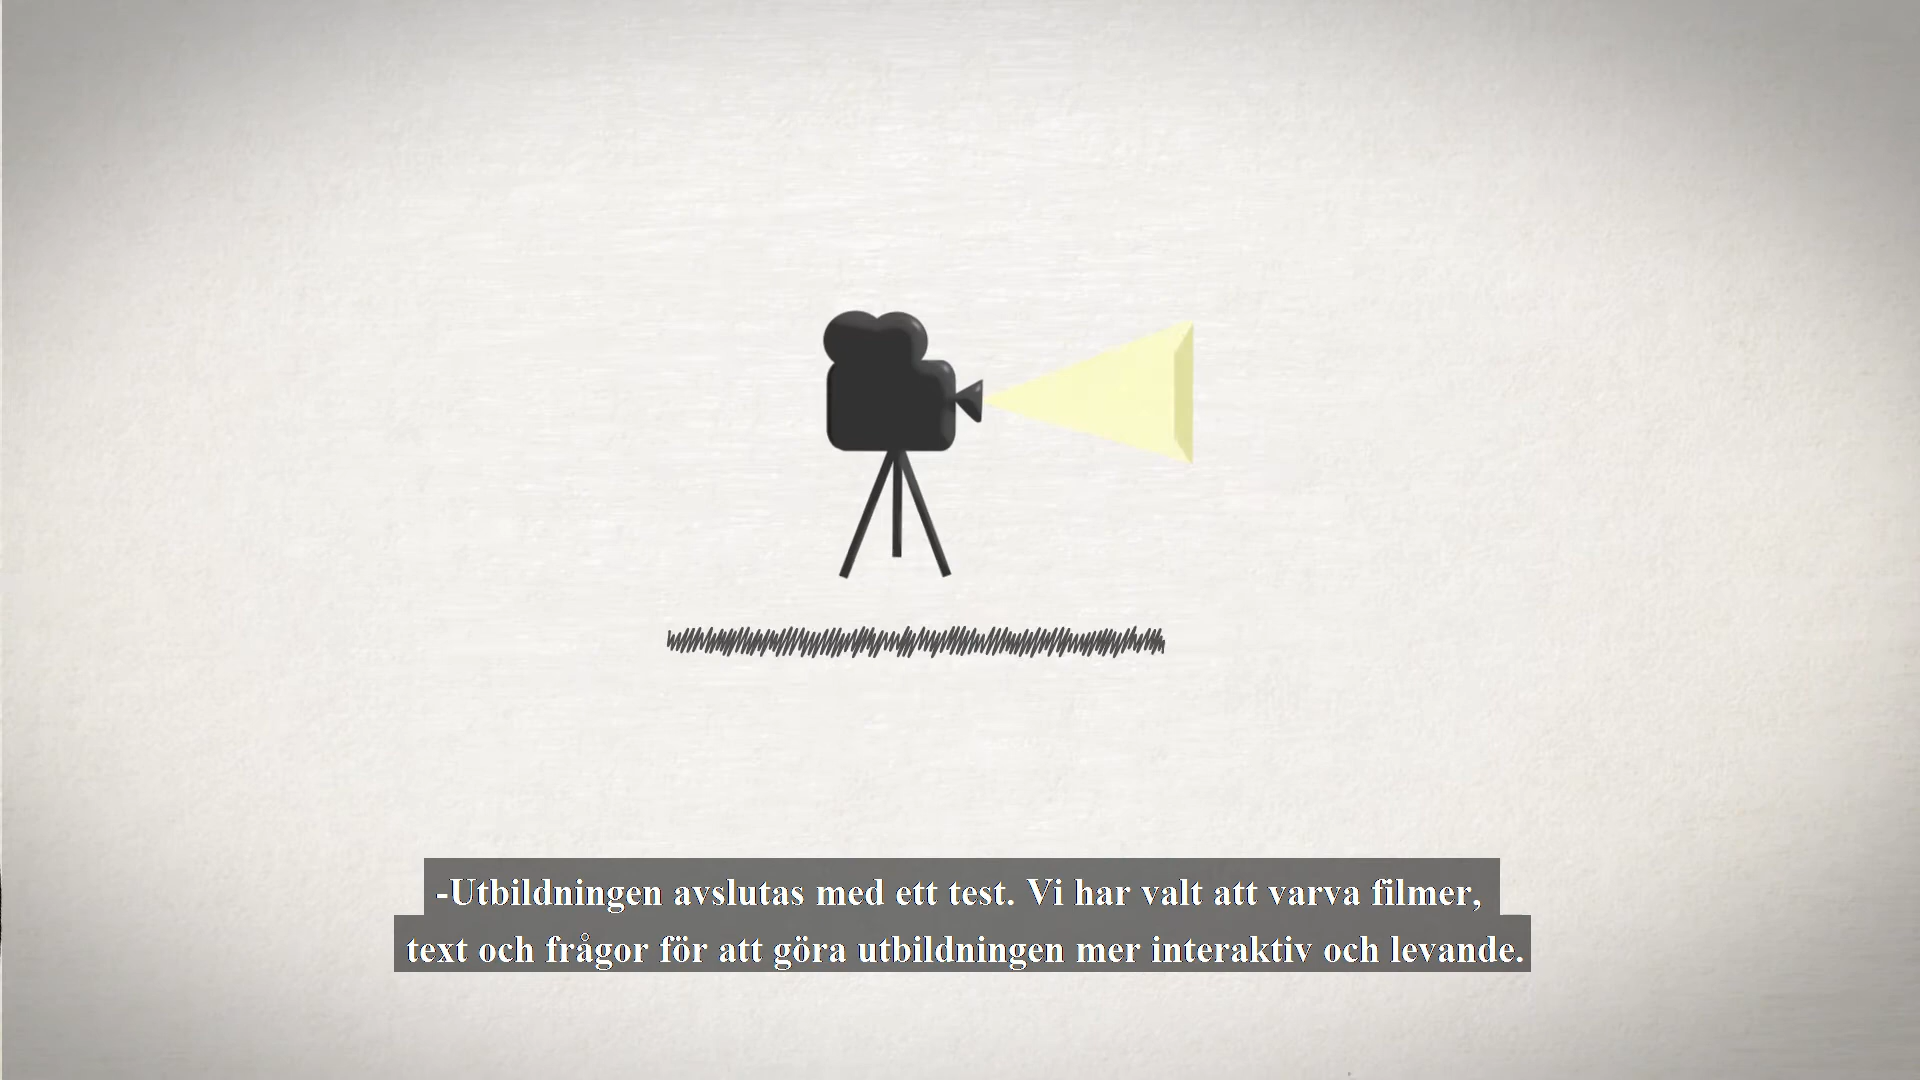 -Utbildningen avslutas med ett test. Vi har valt att varva filmer,
text och frågor för att göra utbildningen mer interaktiv och levande.